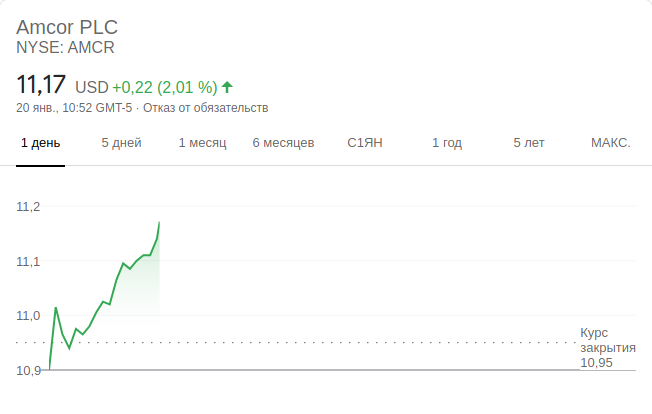 Amcor PLC
NYSE: AMCR
11,17 USD +0,22 (2,01 %)
20 янв., 10:52 GMT-5 · Отказ от обязательств
1 день 5 дней 1 месяц 6 месяцев С1ЯН 1 год 5 лет МАКС.
11,2
11,1
11,0
Курс
закрытия
10,95
10,9